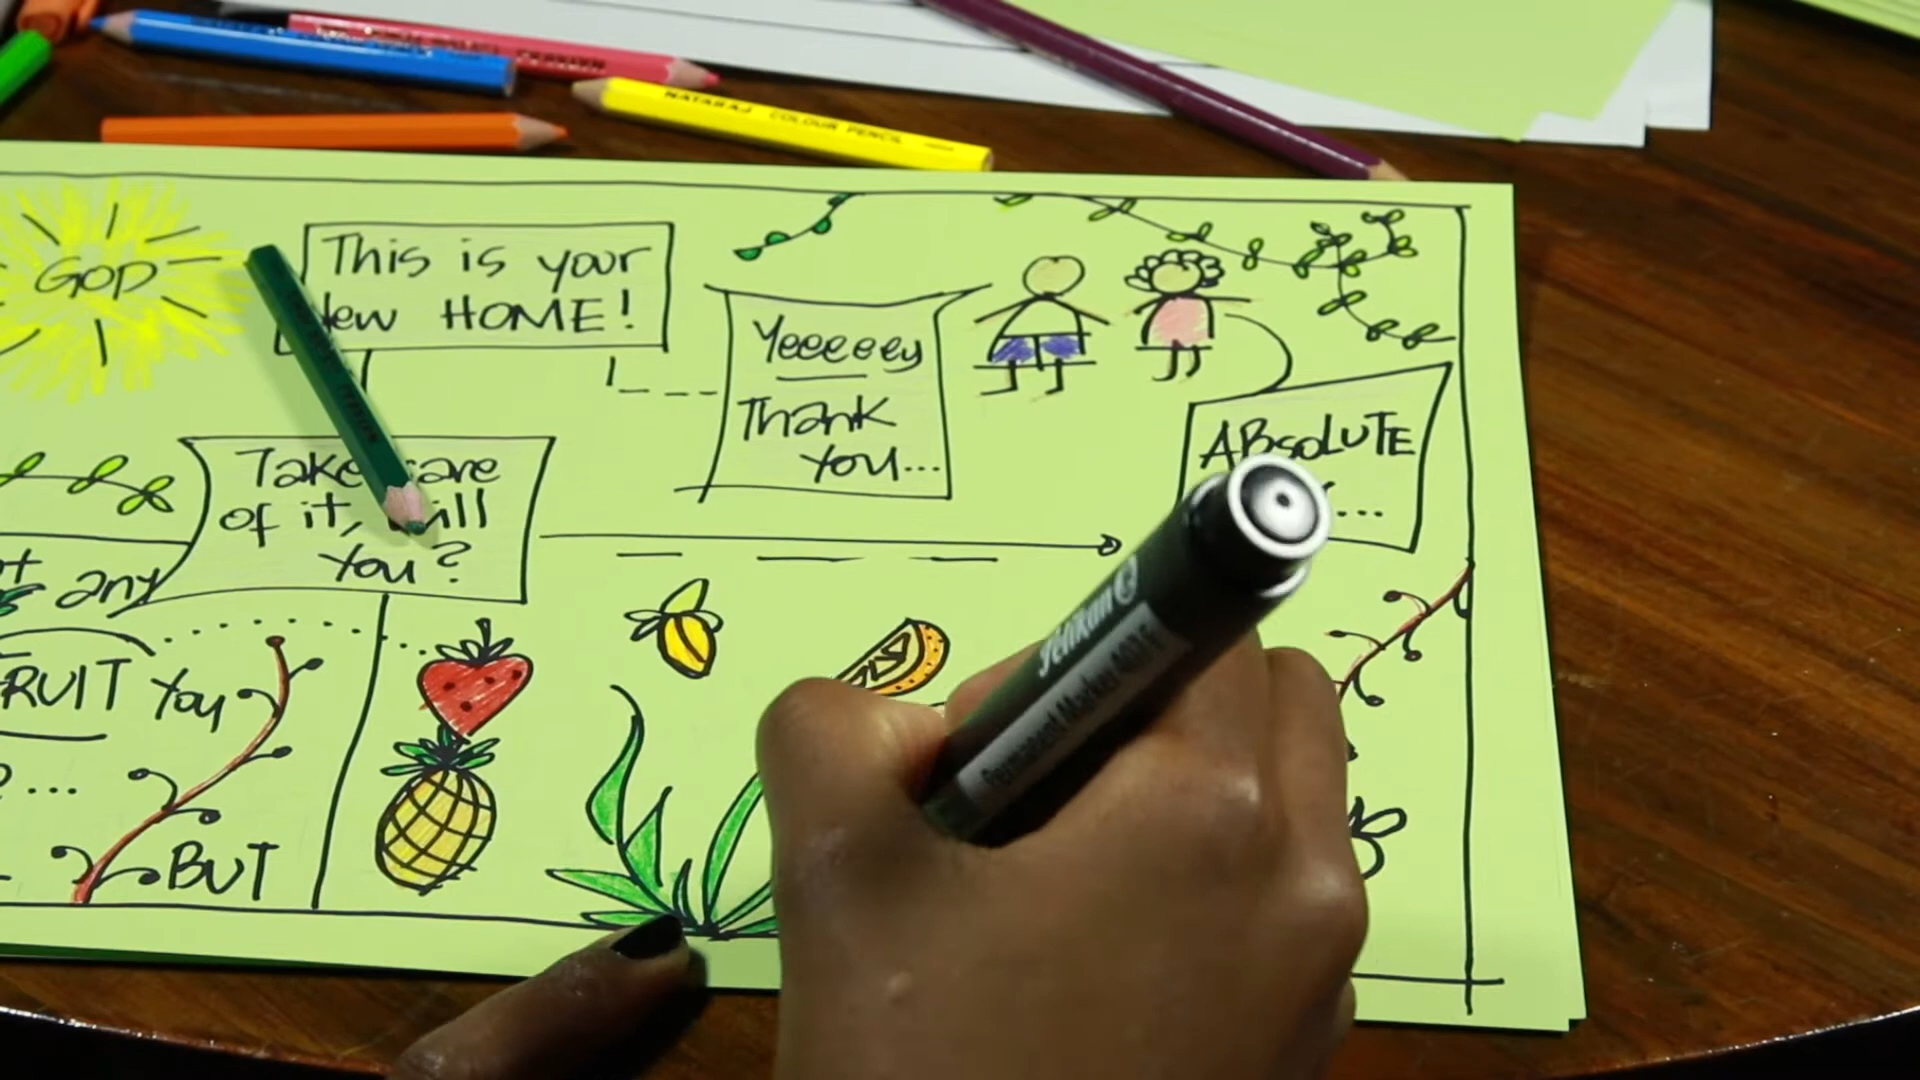 NATARAJ COLOUR PENCIL
GOD
This is your
New HOME!
Yeeeeey
Thank
You...
ABSOLUTE
...
Take care
of it, will
you?
any
FRUIT You
...
BUT
Pelikan
Permanent Marker 407 F